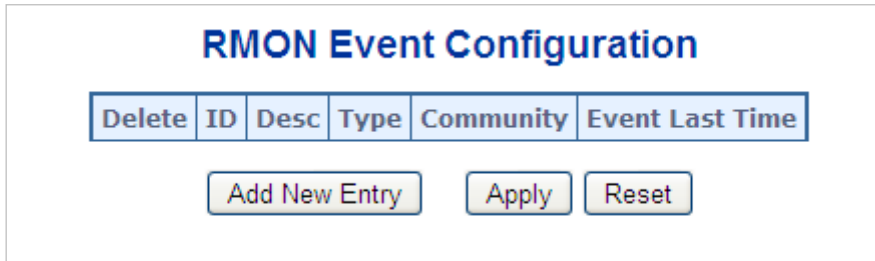 RMON Event Configuration
Delete ID Desc Type Community Event Last Time
Add New Entry Apply Reset